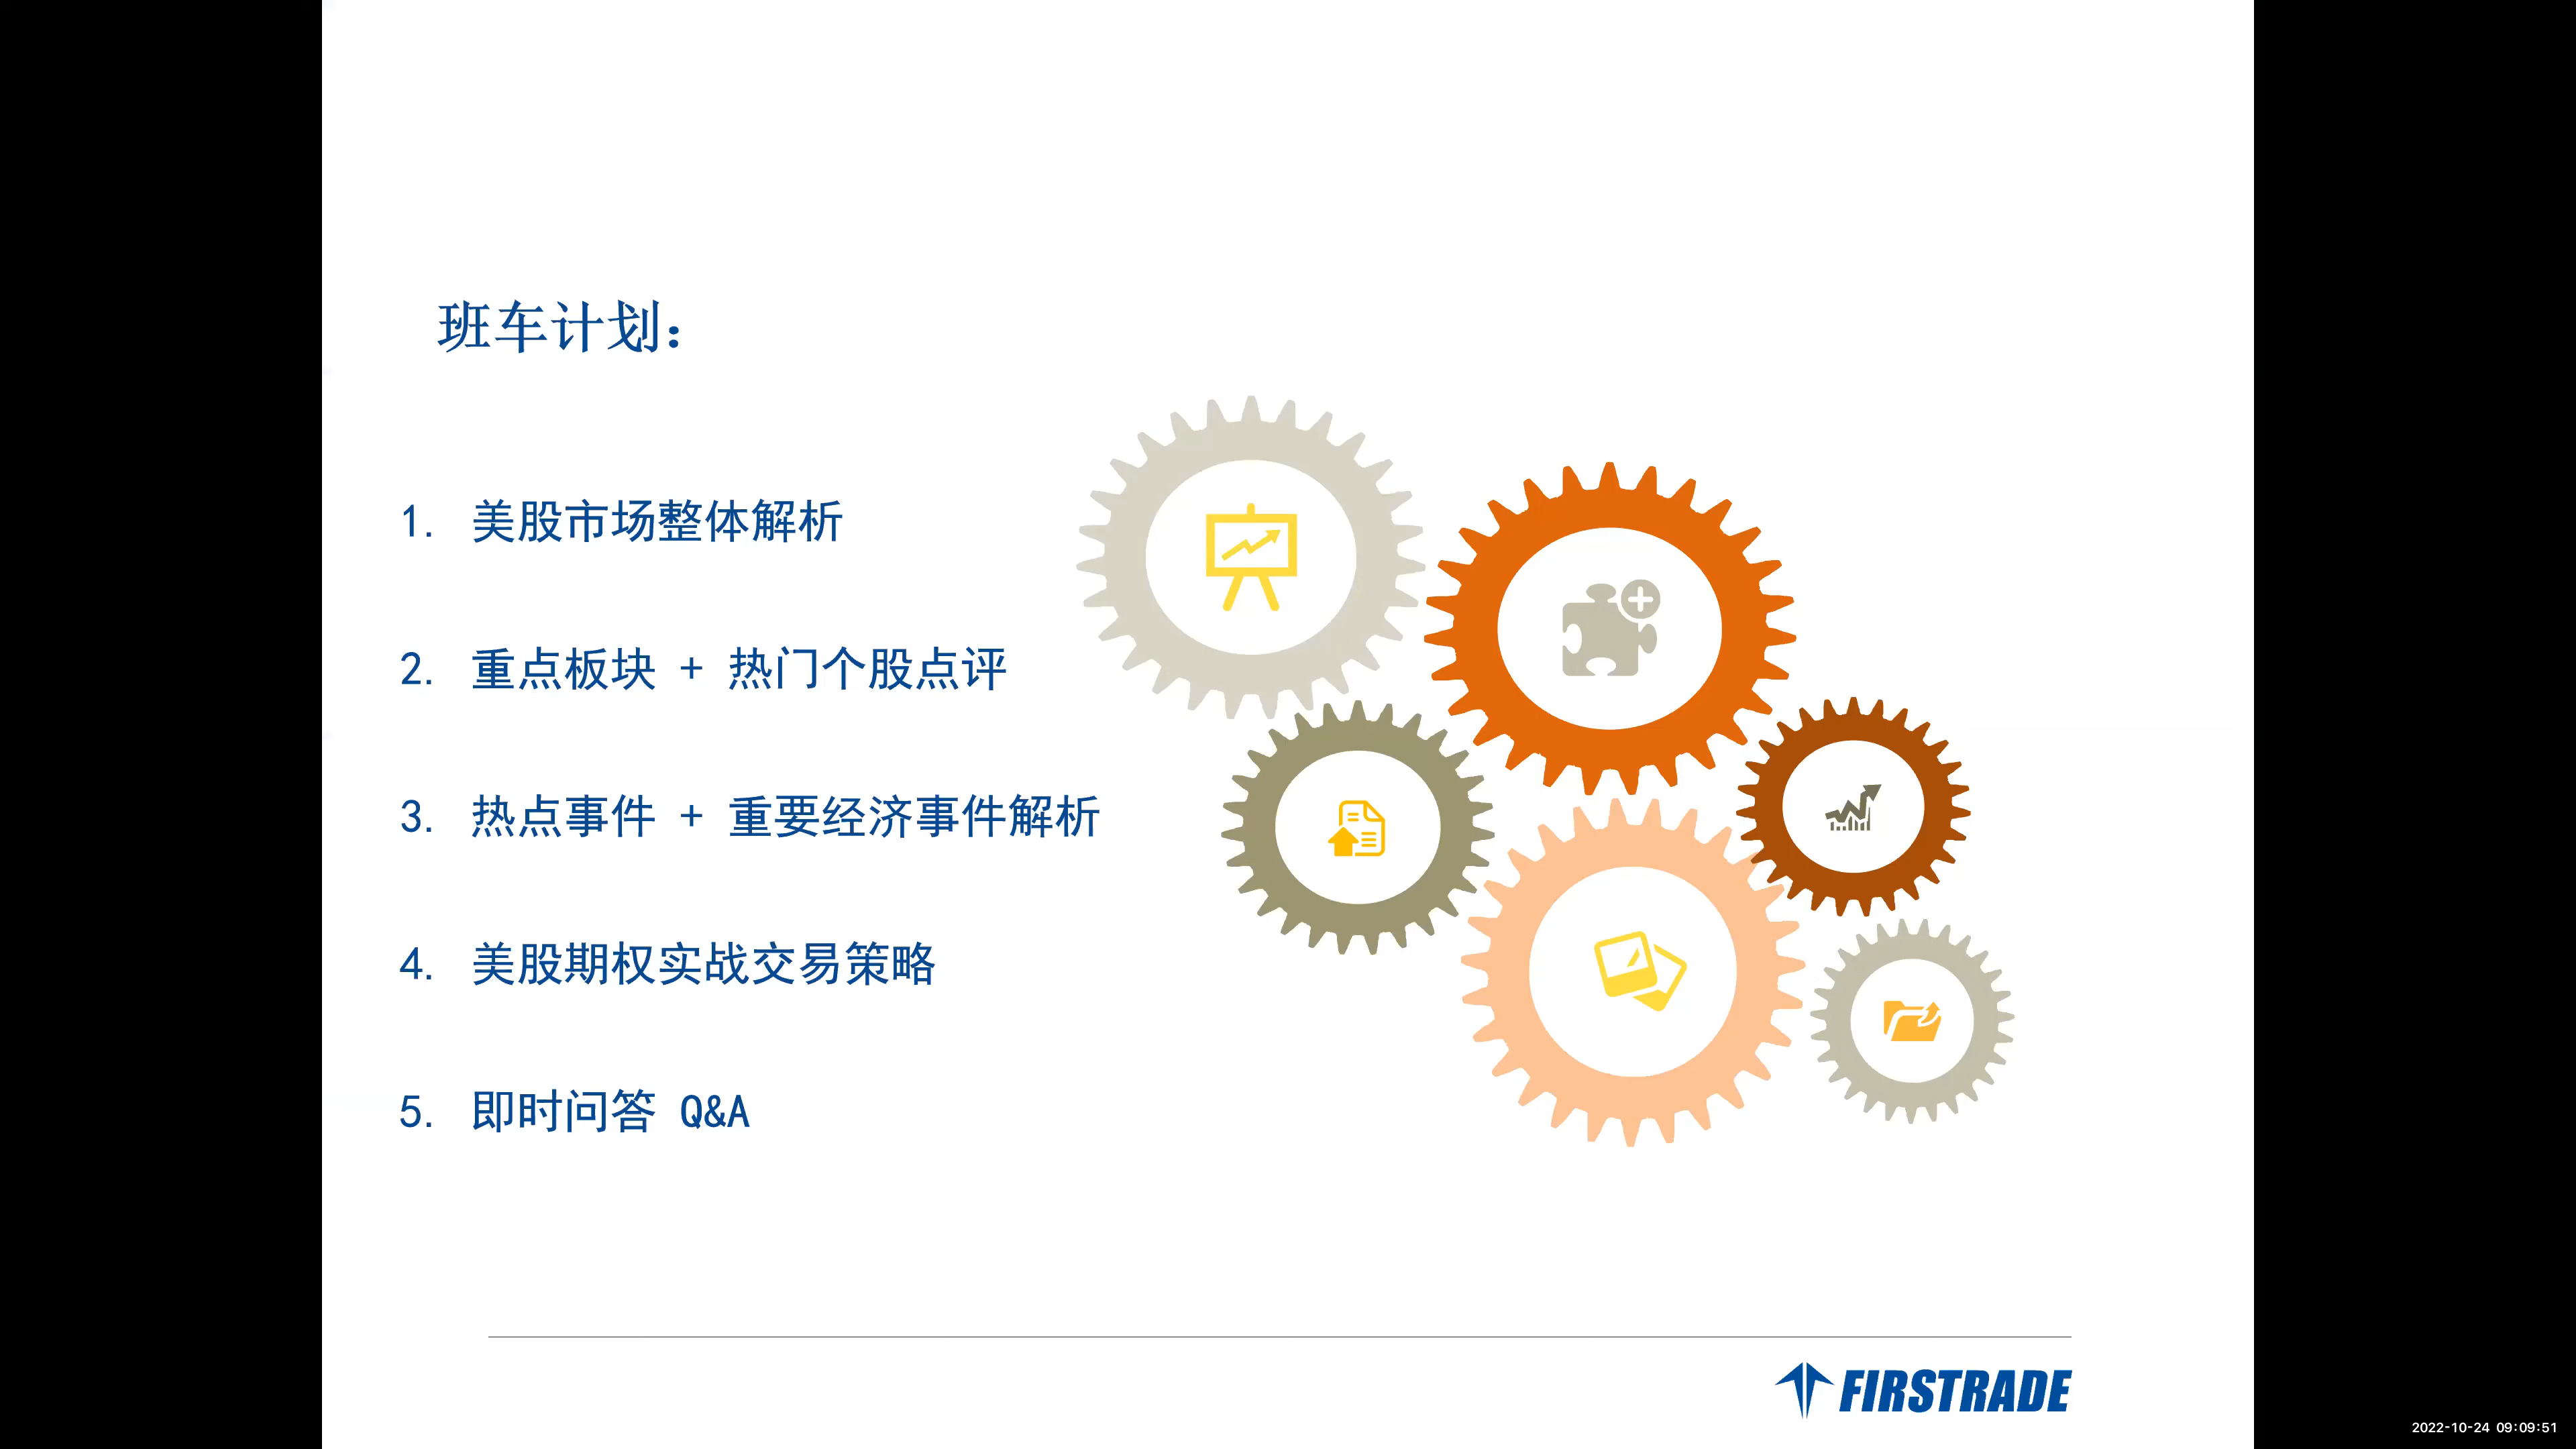 班车计划：
1. 美股市场整体解析
2. 重点板块 + 热门个股点评
3. 热点事件 + 重要经济事件解析
4. 美股期权实战交易策略
5. 即时问答 Q&A
FIRSTRADE
2022-10-24 09:09:51